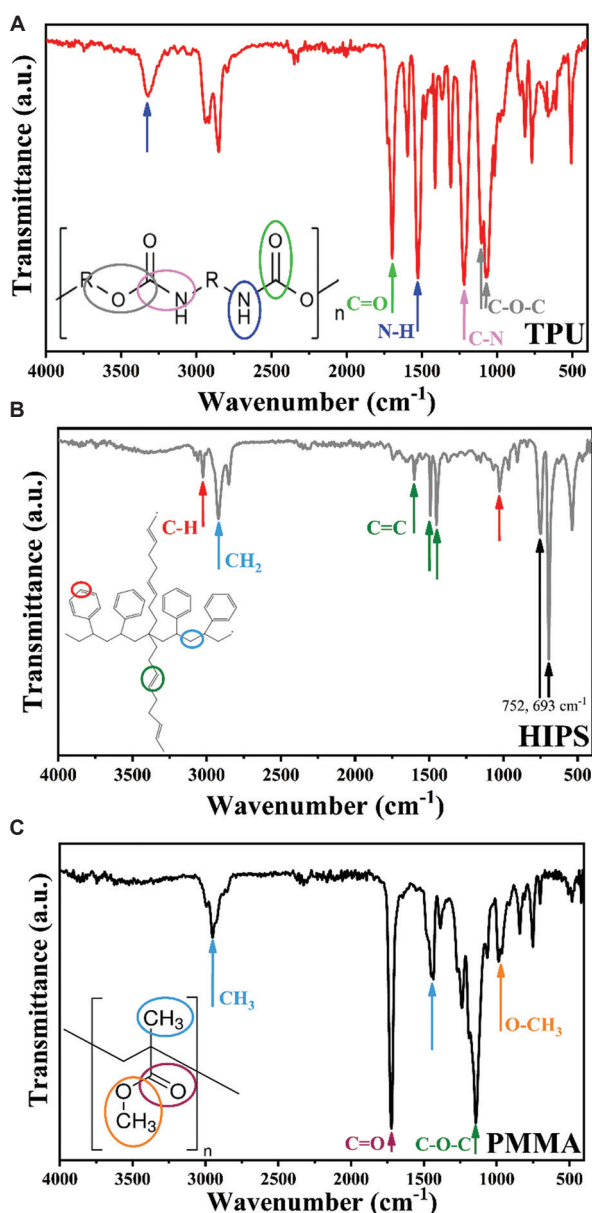 A
Transmittance (a.u.)
O
O
R
O
N
H
R
N
H
O
n
C=O
N-H
C-N
C-O-C
TPU
4000 3500 3000 2500 2000 1500 1000 500
Wavenumber (cm-1)
B
Transmittance (a.u.)
C-H
CH2
C=C
752, 693 cm-1
HIPS
4000 3500 3000 2500 2000 1500 1000 500
Wavenumber (cm-1)
C
Transmittance (a.u.)
CH3
CH3
O
O
CH3
n
O-CH3
C=O
C-O-C
PMMA
4000 3500 3000 2500 2000 1500 1000 500
Wavenumber (cm-1)